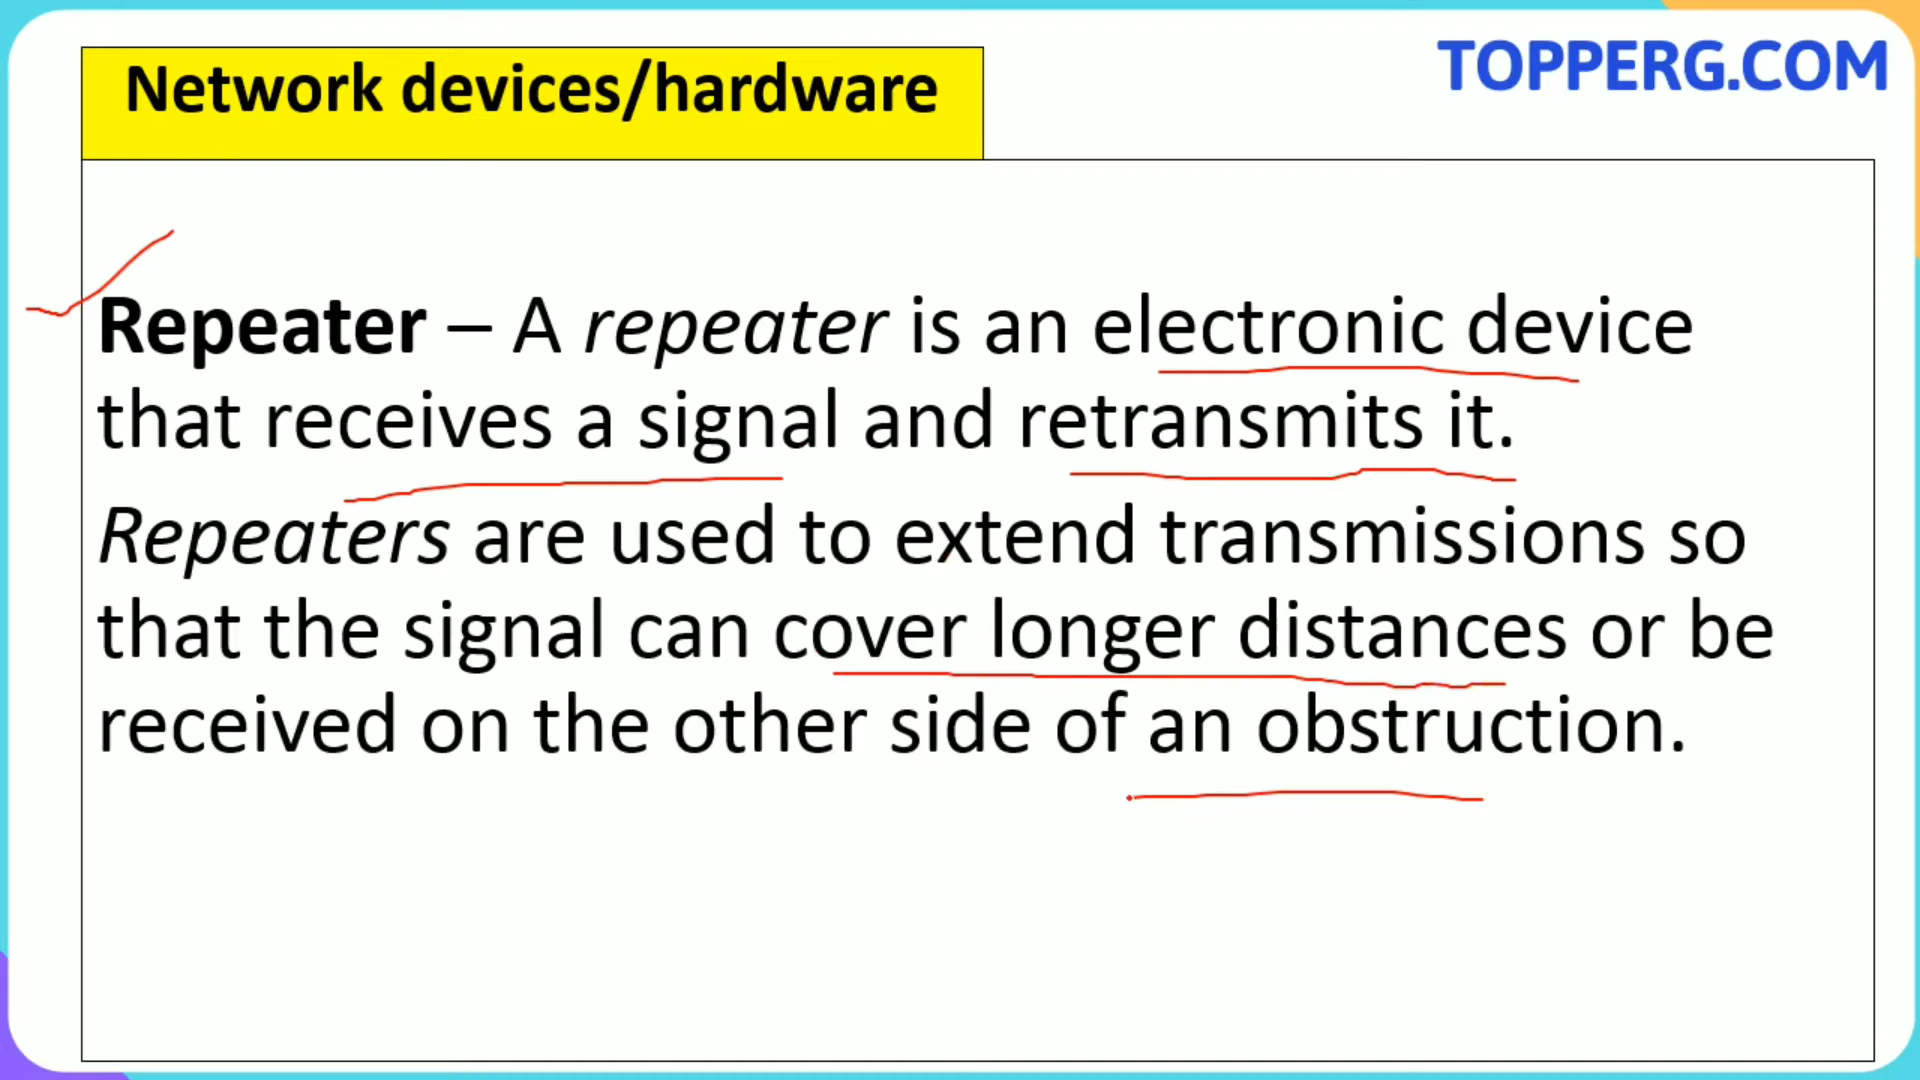 Network devices/hardware
TOPPERG.COM
Repeater – A repeater is an electronic device
that receives a signal and retransmits it.
Repeaters are used to extend transmissions so
that the signal can cover longer distances or be
received on the other side of an obstruction.